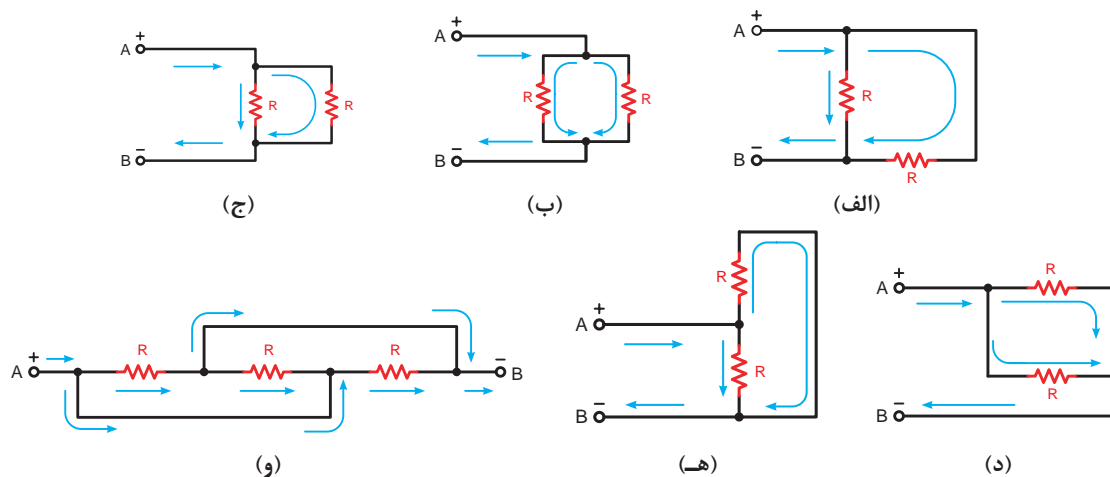 A + R B −
(الف)
A + R R B −
(ب)
A + R R B −
(ج)
A + R R B −
(د)
A + R R B −
(هـ)
A + R R R − B
(و)